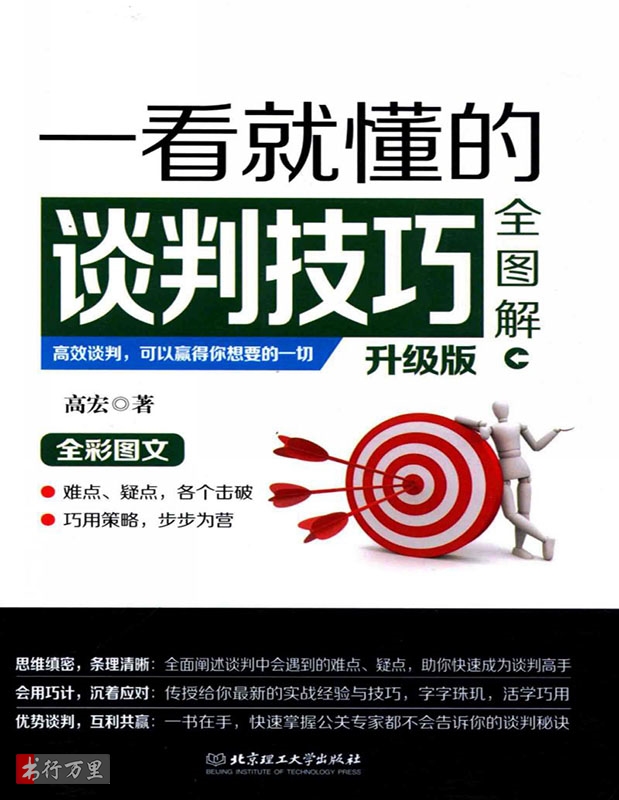 一看就懂的
谈判技巧
全图解
高效谈判，可以赢得你想要的一切
升级版
高宏◎著
全彩图文
● 难点、疑点，各个击破
● 巧用策略，步步为营
思维缜密，条理清晰：全面阐述谈判中会遇到的难点、疑点，助你快速成为谈判高手
会用巧计，沉着应对：传授给你最新的实战经验与技巧，字字珠玑，活学巧用
优势谈判，互利共赢：一书在手，快速掌握公关专家都不会告诉你的谈判秘诀
北京理工大学出版社
BEIJING INSTITUTE OF TECHNOLOGY PRESS
书行万里